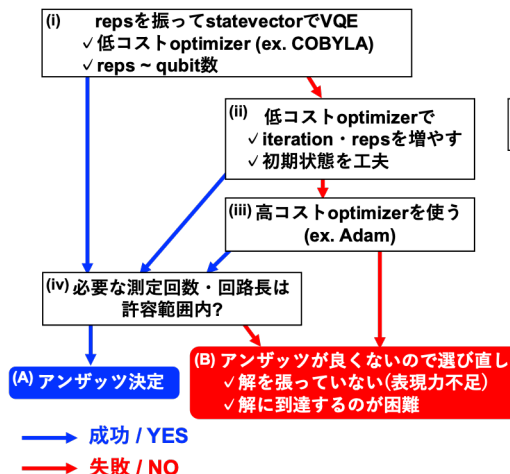 (i) repsを振ってstatevectorでVQE
✓低コストoptimizer (ex. COBYLA)
✓reps ~ qubit数
(ii) 低コストoptimizerで
✓iteration・repsを増やす
✓初期状態を工夫
(iii) 高コストoptimizerを使う
(ex. Adam)
(iv) 必要な測定回数・回路長は
許容範囲内?
(A) アンザッツ決定
(B) アンザッツが良くないので選び直し
✓解を張っていない(表現力不足)
✓解に到達するのが困難
成功 / YES
失敗 / NO